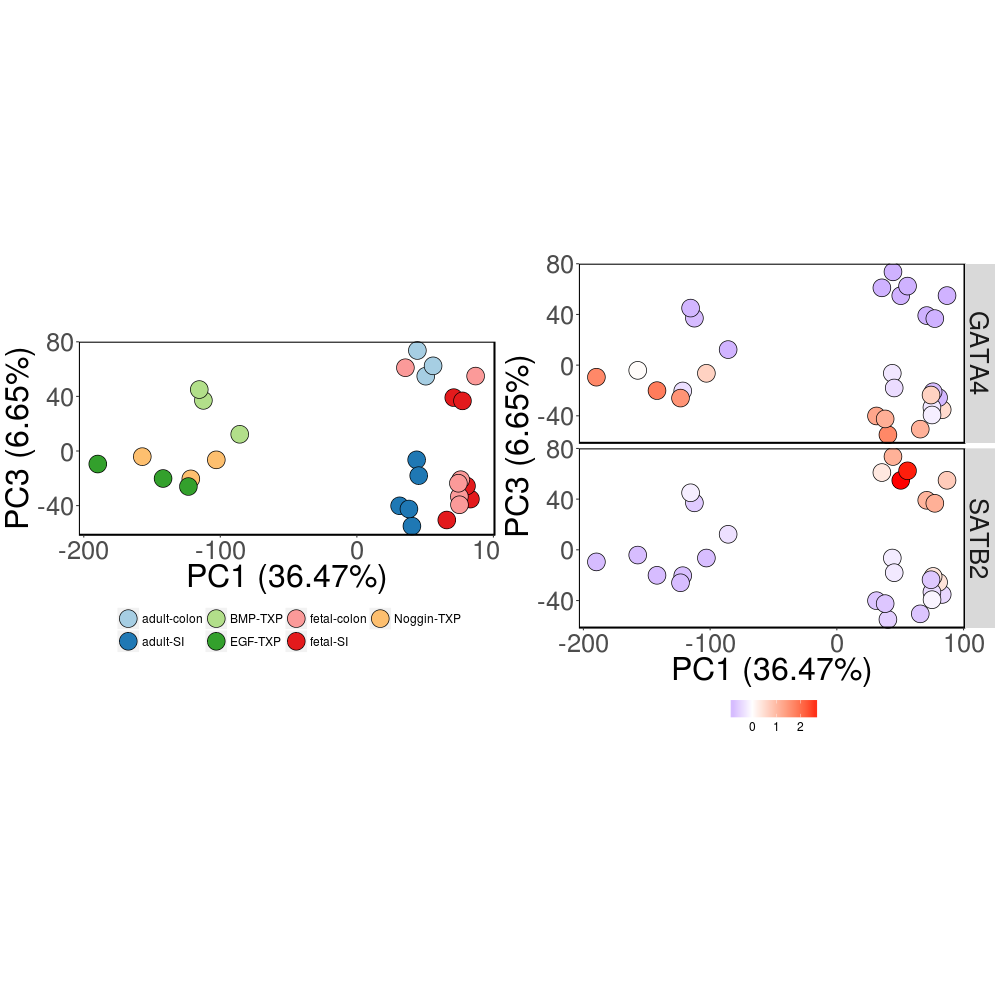 80
40
0
-40
PC3 (6.65%)
-200
-100
0
10
PC1 (36.47%)
adult-colon
BMP-TXP
fetal-colon
Noggin-TXP
adult-SI
EGF-TXP
fetal-SI
80
40
0
-40
GATA4
PC3 (6.65%)
80
40
0
-40
SATB2
-200
-100
0
100
PC1 (36.47%)
0
1
2